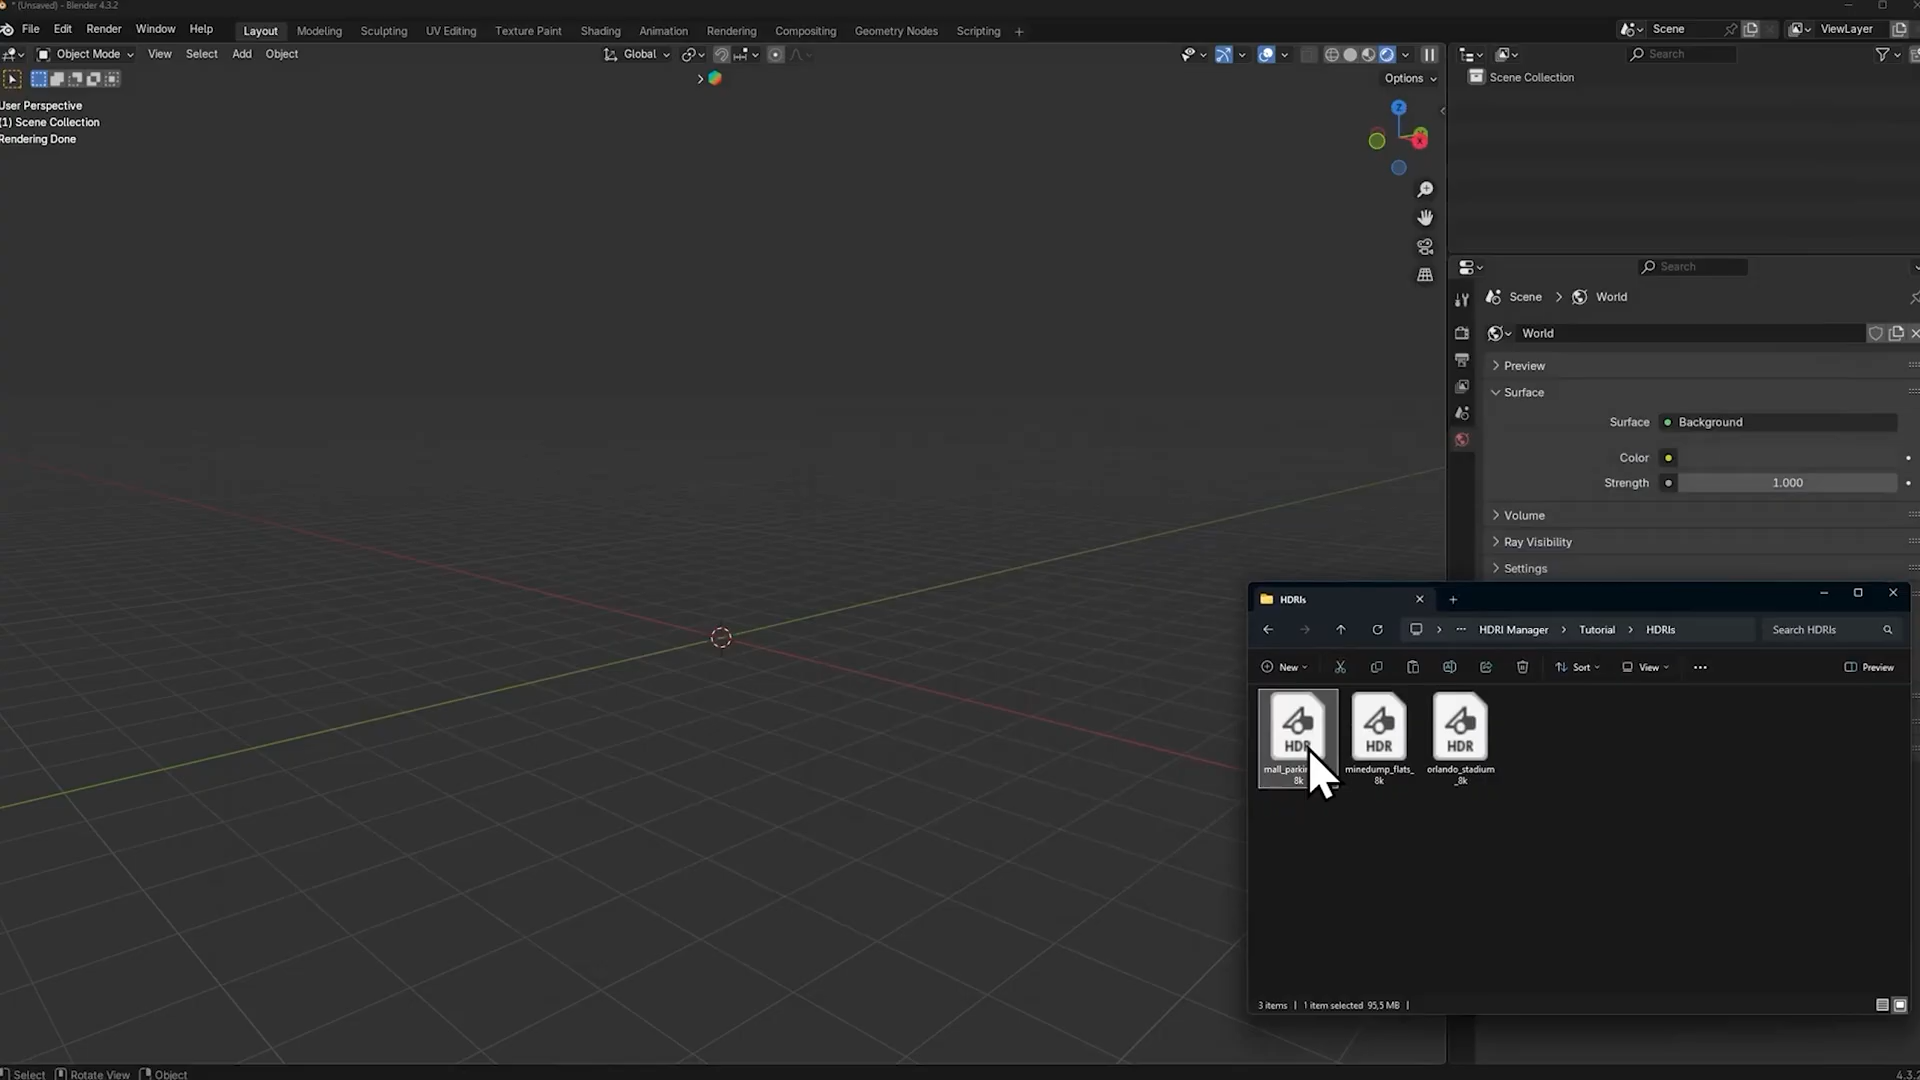 * (Unsaved) - Blender 4.3.2
File Edit Render Window Help
Layout Modeling Sculpting UV Editing Texture Paint Shading Animation Rendering Compositing Geometry Nodes Scripting +
Scene
ViewLayer
Object Mode View Select Add Object
Global
Search
Options
Scene Collection
User Perspective
(1) Scene Collection
Rendering Done
Z
X
Search
Scene > World
World
Preview
Surface
Surface Background
Color
Strength 1.000
Volume
Ray Visibility
Settings
HDRIs
HDRI Manager > Tutorial > HDRIs
Search HDRIs
New
Sort
View
Preview
HDR
HDR
HDR
8k
minedump_flats_
8k
orlando_stadium
_8k
3 items | 1 item selected 95,5 MB |
Select Rotate View Object
4.3.2